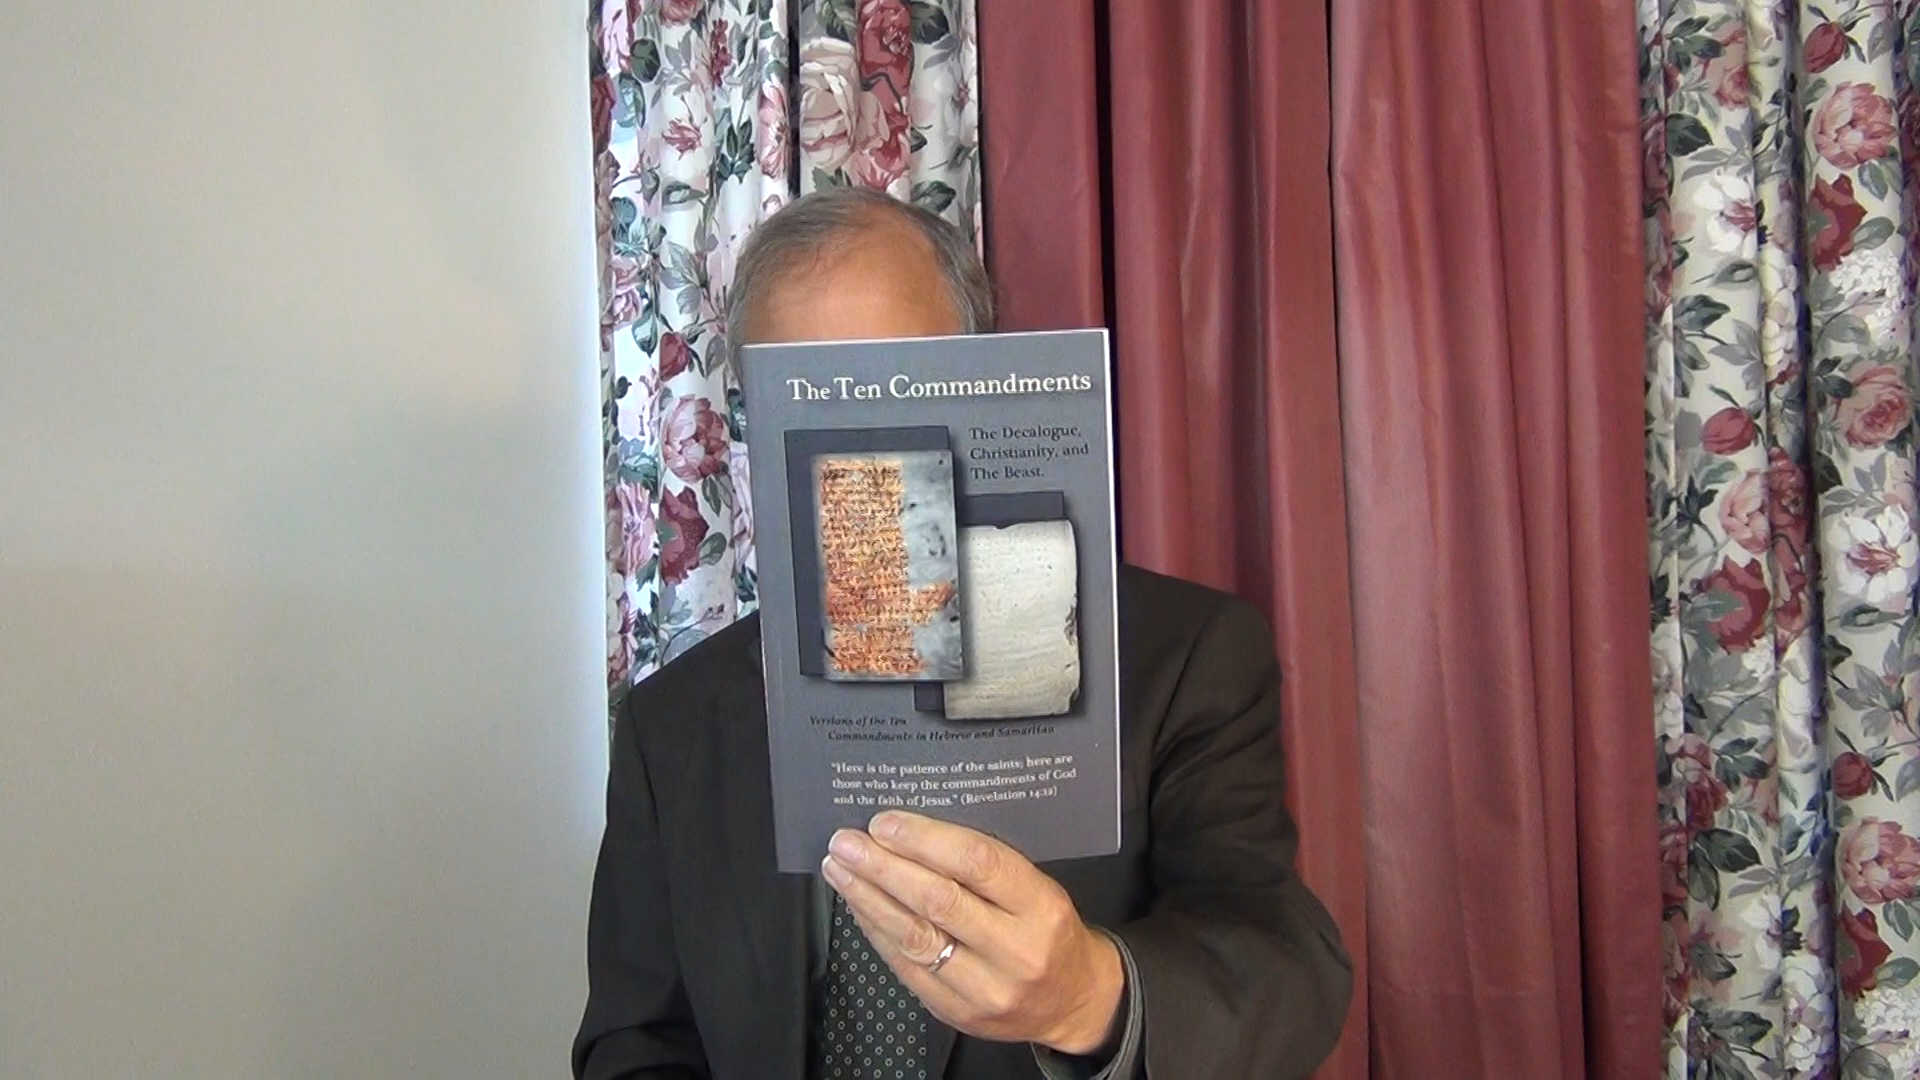 The Ten Commandments
The Decalogue,
Christianity, and
The Beast.
Versions of the Ten
Commandments in Hebrew and Samaritan
"Here is the patience of the saints; here are
those who keep the commandments of God
and the faith of Jesus." (Revelation 14:12)